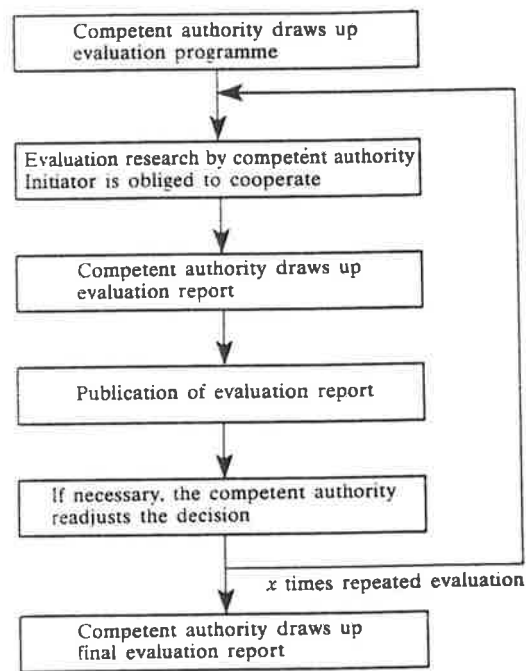 Competent authority draws up
evaluation programme
Evaluation research by competent authority
Initiator is obliged to cooperate
Competent authority draws up
evaluation report
Publication of evaluation report
If necessary, the competent authority
readjusts the decision
x times repeated evaluation
Competent authority draws up
final evaluation report